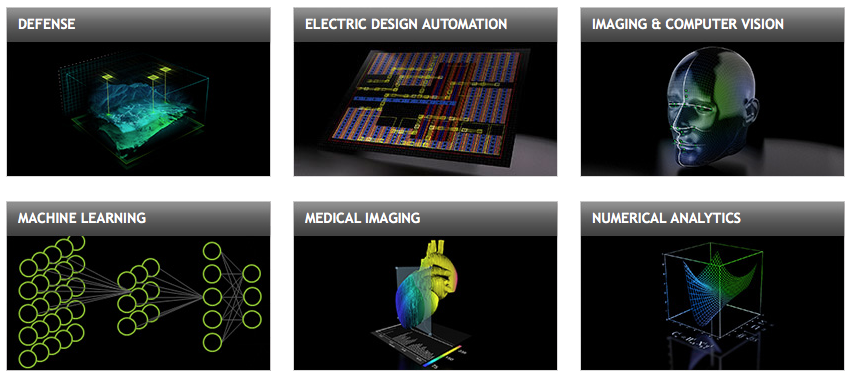 DEFENSE
ELECTRIC DESIGN AUTOMATION
IMAGING & COMPUTER VISION
MACHINE LEARNING
MEDICAL IMAGING
NUMERICAL ANALYTICS